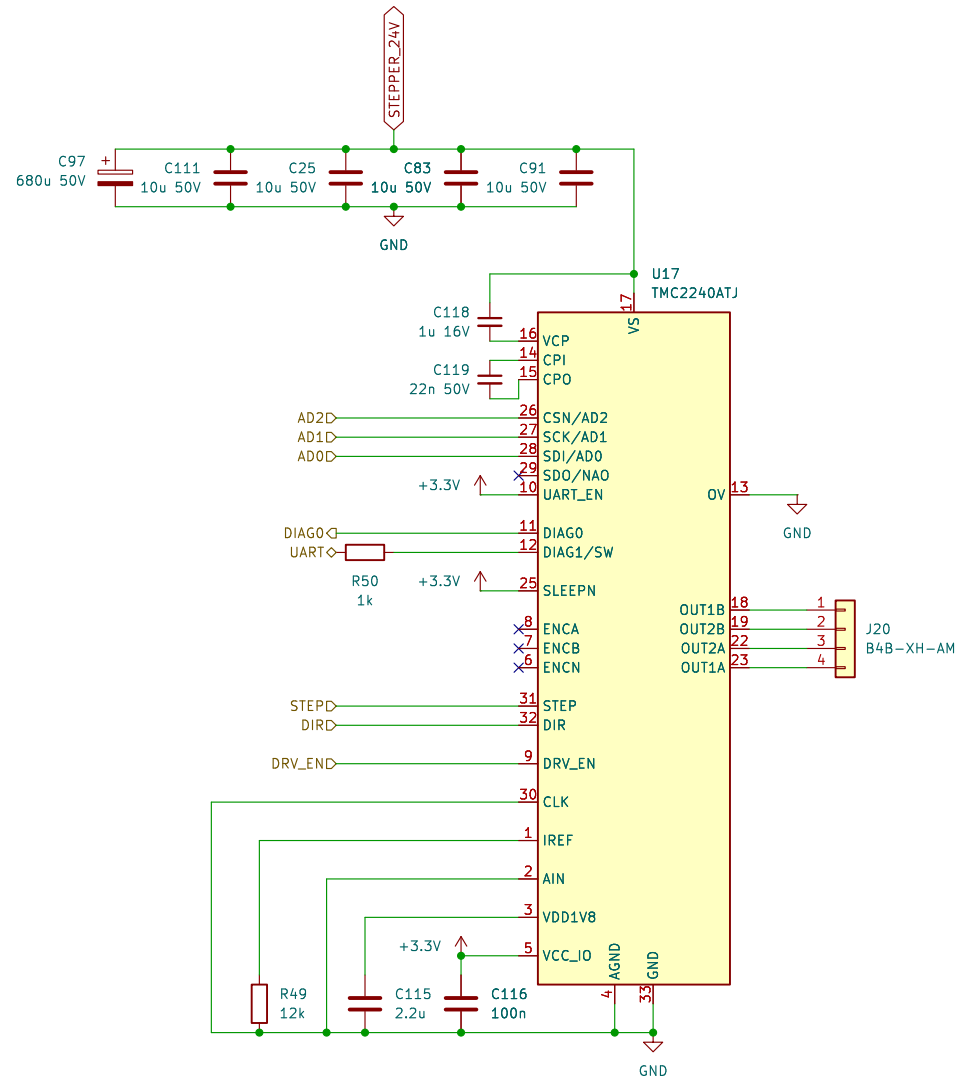 STEPPER_24V
+
C97
680u 50V
C111
10u 50V
C25
10u 50V
C83
10u 50V
C91
10u 50V
GND
U17
TMC2240ATJ
17
VS
C118
1u 16V
16
VCP
14
CPI
C119
22n 50V
15
CPO
AD2
26
CSN/AD2
AD1
27
SCK/AD1
AD0
28
SDI/AD0
29
SDO/NAO
+3.3V
10
UART_EN
13
OV
GND
DIAG0
11
DIAG0
UART
12
DIAG1/SW
R50
1k
+3.3V
25
SLEEPN
8
ENCA
7
ENCB
6
ENCN
OUT1B
18
1
OUT2B
19
2
OUT2A
22
3
OUT1A
23
4
J20
B4B-XH-AM
STEP
31
STEP
DIR
32
DIR
DRV_EN
9
DRV_EN
30
CLK
1
IREF
2
AIN
3
VDD1V8
+3.3V
5
VCC_IO
AGND
4
GND
33
R49
12k
C115
2.2u
C116
100n
GND